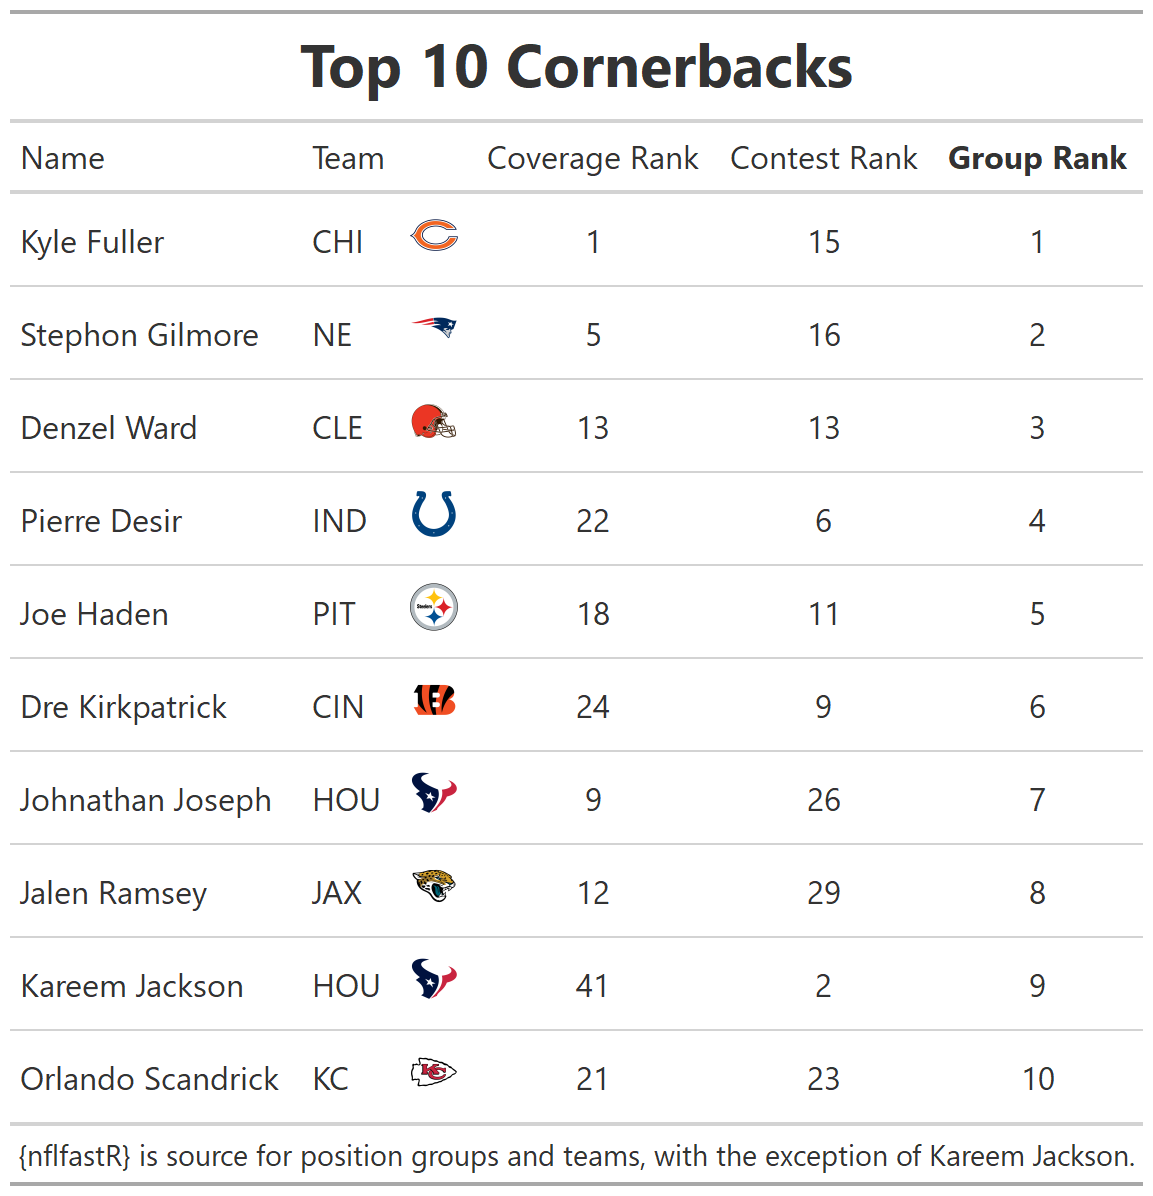 Top 10 Cornerbacks
Name Team Coverage Rank Contest Rank Group Rank
Kyle Fuller CHI 1 15 1
Stephon Gilmore NE 5 16 2
Denzel Ward CLE 13 13 3
Pierre Desir IND 22 6 4
Joe Haden PIT Steelers 18 11 5
Dre Kirkpatrick CIN 24 9 6
Johnathan Joseph HOU 9 26 7
Jalen Ramsey JAX 12 29 8
Kareem Jackson HOU 41 2 9
Orlando Scandrick KC KC 21 23 10
{nflfastR} is source for position groups and teams, with the exception of Kareem Jackson.